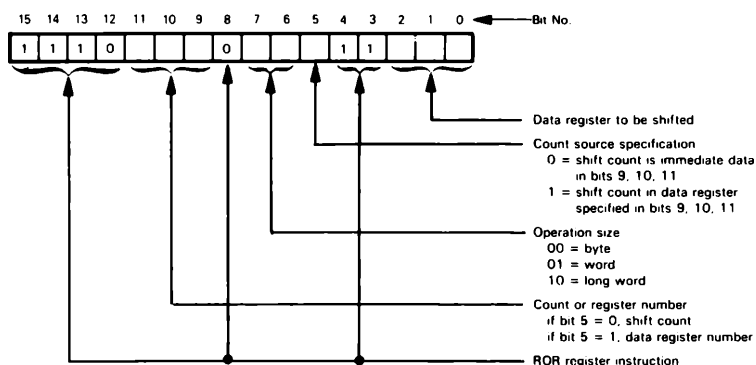 15 14 13 12 11 10 9 8 7 6 5 4 3 2 1 0 Bit No.
1 1 1 0 0 1 1
Data register to be shifted
Count source specification
0 = shift count is immediate data
in bits 9, 10, 11
1 = shift count in data register
specified in bits 9, 10, 11
Operation size
00 = byte
01 = word
10 = long word
Count or register number
if bit 5 = 0, shift count
if bit 5 = 1, data register number
ROR register instruction